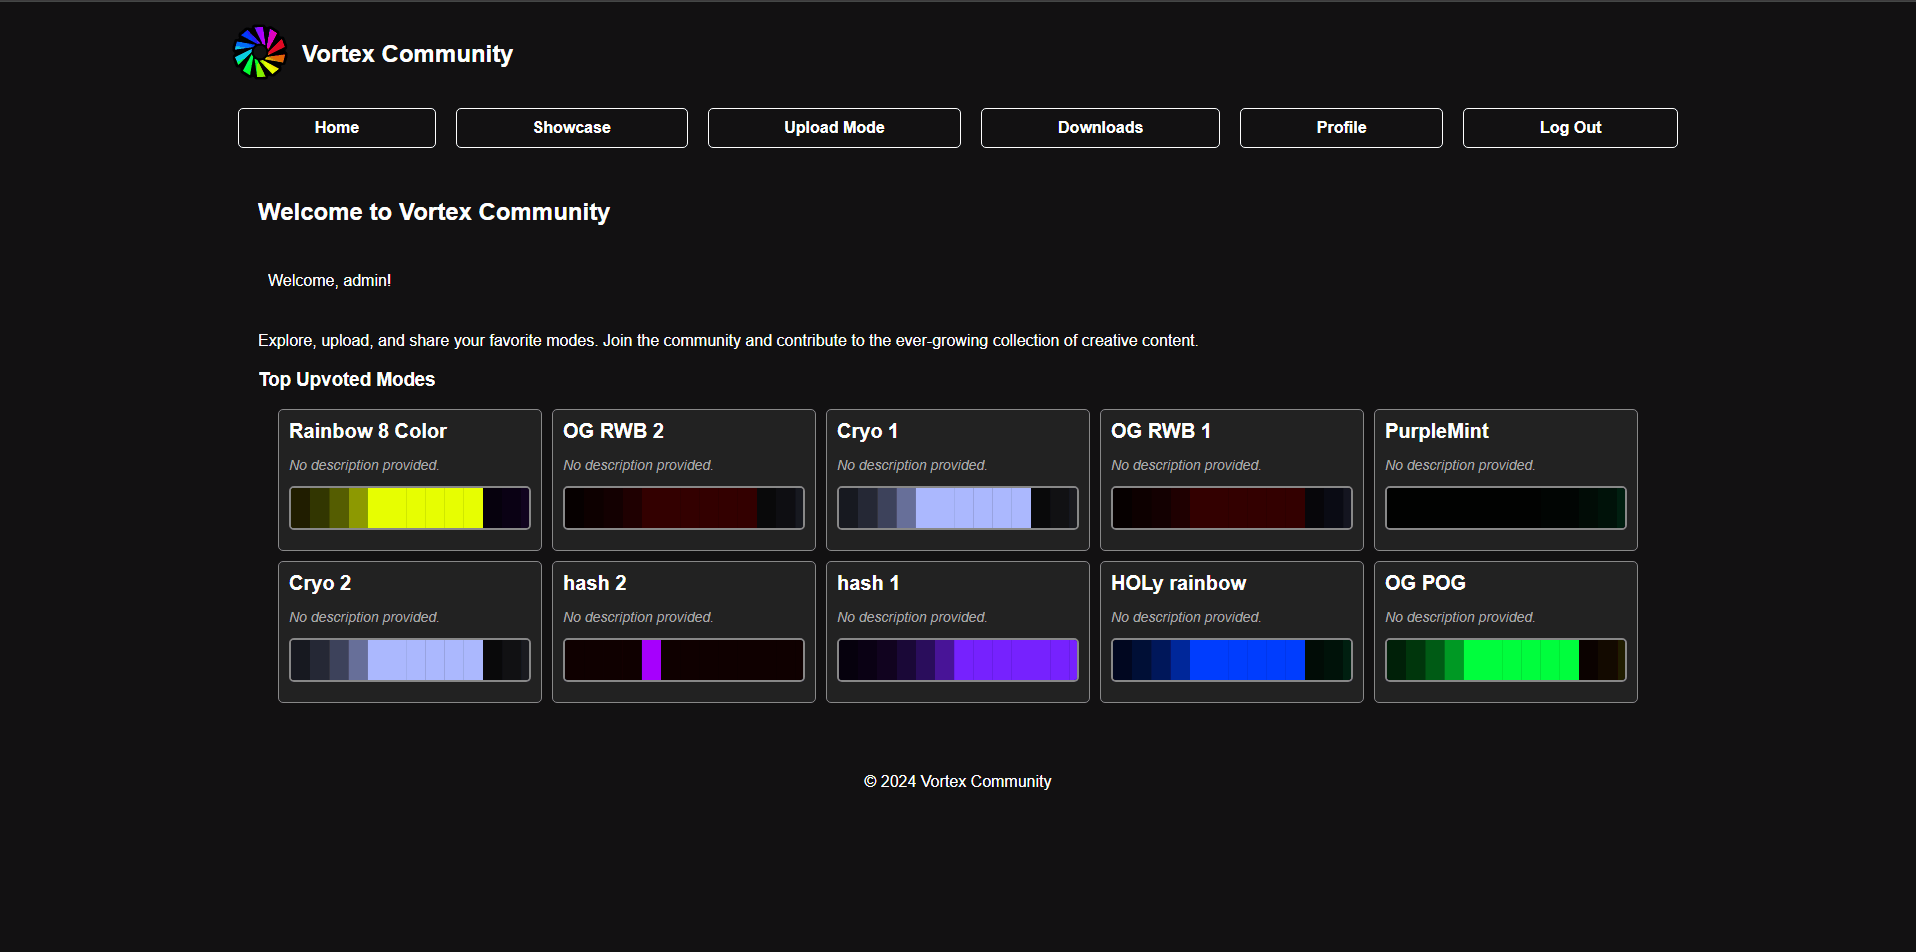 Vortex Community
Home
Showcase
Upload Mode
Downloads
Profile
Log Out
Welcome to Vortex Community
Welcome, admin!
Explore, upload, and share your favorite modes. Join the community and contribute to the ever-growing collection of creative content.
Top Upvoted Modes
Rainbow 8 Color
No description provided.
OG RWB 2
No description provided.
Cryo 1
No description provided.
OG RWB 1
No description provided.
PurpleMint
No description provided.
Cryo 2
No description provided.
hash 2
No description provided.
hash 1
No description provided.
HOLy rainbow
No description provided.
OG POG
No description provided.
© 2024 Vortex Community